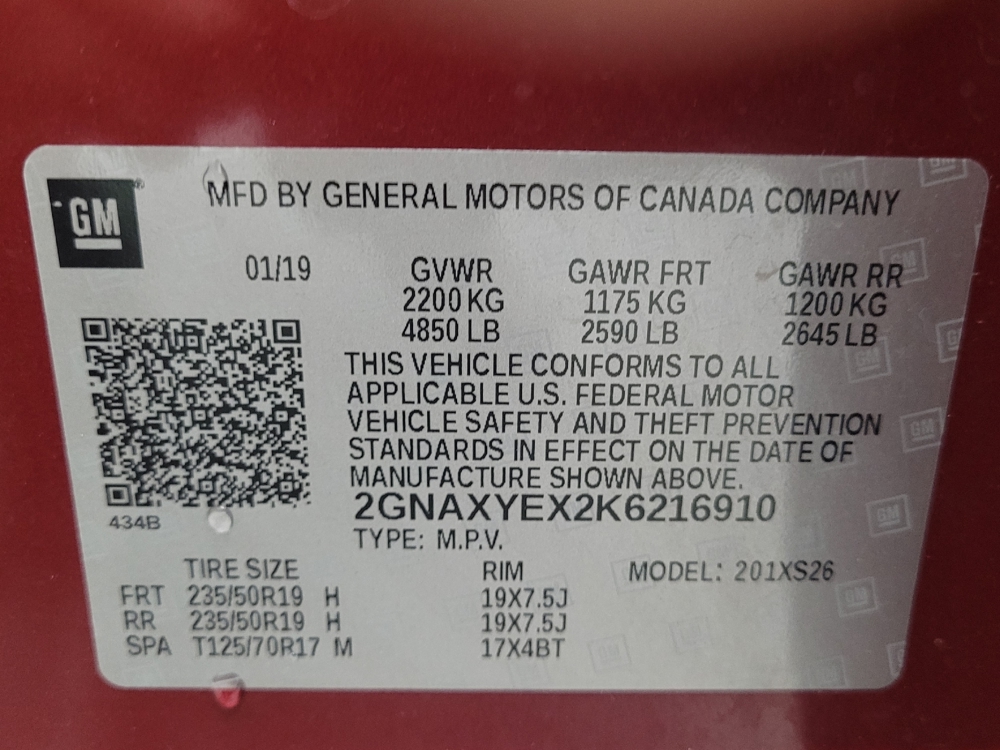 GM
MFD BY GENERAL MOTORS OF CANADA COMPANY
01/19 GVWR GAWR FRT GAWR RR
2200 KG 1175 KG 1200 KG
4850 LB 2590 LB 2645 LB
THIS VEHICLE CONFORMS TO ALL
APPLICABLE U.S. FEDERAL MOTOR
VEHICLE SAFETY AND THEFT PREVENTION
STANDARDS IN EFFECT ON THE DATE OF
MANUFACTURE SHOWN ABOVE.
2GNAXYEX2K6216910
434B
TYPE: M.P.V.
TIRE SIZE RIM MODEL: 201XS26
FRT 235/50R19 H 19X7.5J
RR 235/50R19 H 19X7.5J
SPA T125/70R17 M 17X4BT